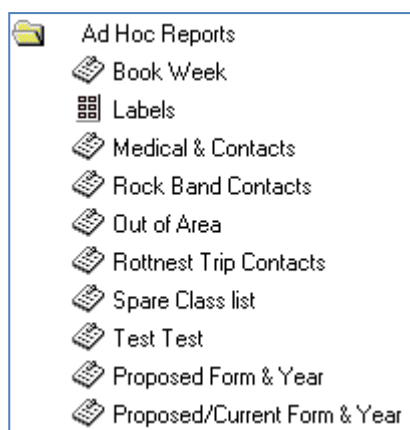 Ad Hoc Reports
Book Week
Labels
Medical & Contacts
Rock Band Contacts
Out of Area
Rottnest Trip Contacts
Spare Class list
Test Test
Proposed Form & Year
Proposed/Current Form & Year